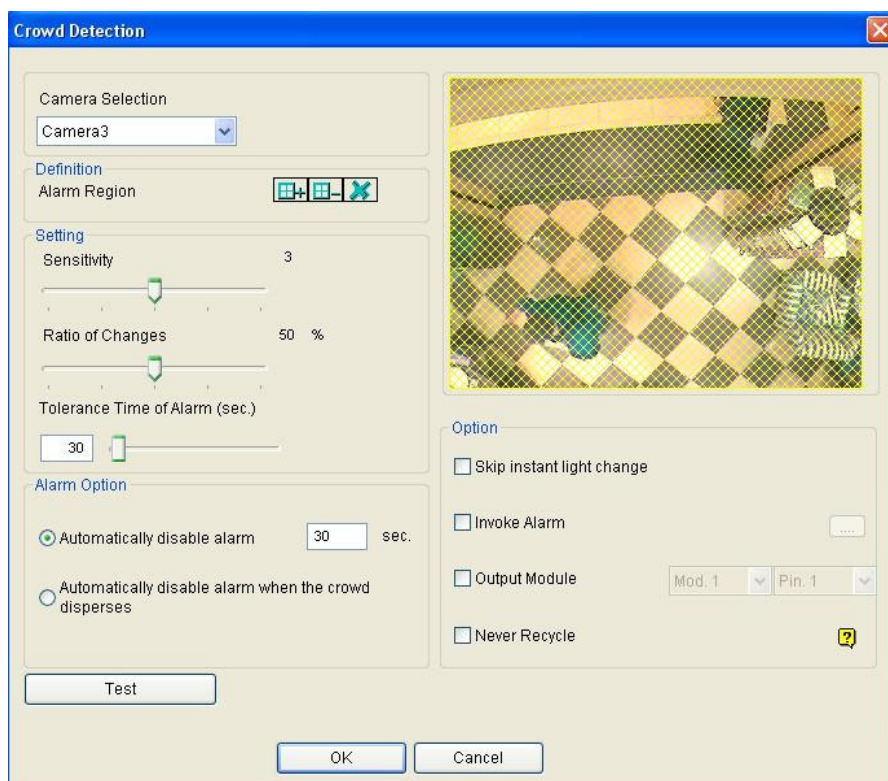 Crowd Detection
Camera Selection
Camera3
Definition
Alarm Region
Setting
Sensitivity 3
Ratio of Changes 50 %
Tolerance Time of Alarm (sec.)
30
Alarm Option
Automatically disable alarm 30 sec.
Automatically disable alarm when the crowd
disperses
Test
Option
Skip instant light change
Invoke Alarm ....
Output Module Mod. 1 Pin. 1
Never Recycle ?
OK Cancel